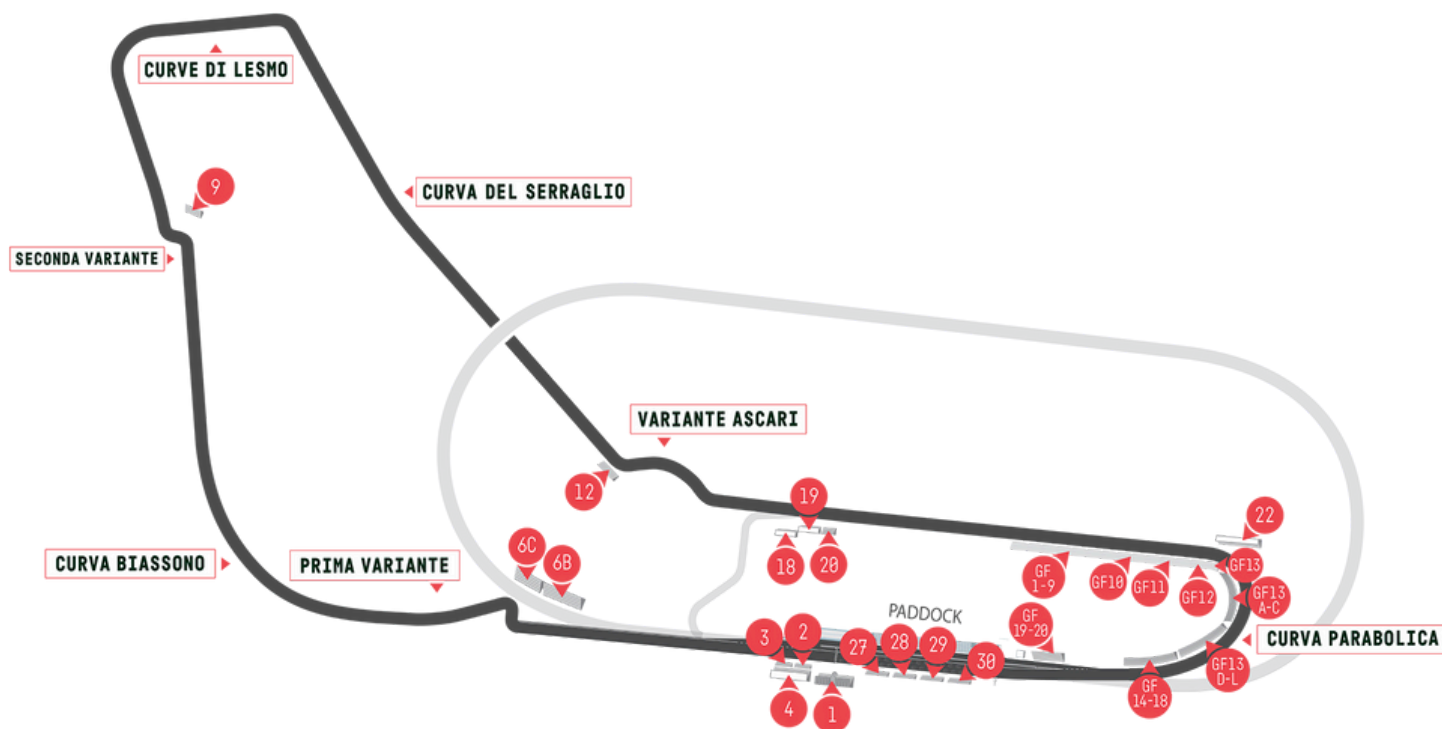 CURVE DI LESMO
9
CURVA DEL SERRAGLIO
SECONDA VARIANTE
VARIANTE ASCARI
12
19
22
18
20
6C
6B
CURVA BIASSONO
PRIMA VARIANTE
GF
1-9
GF10
GF11
GF12
GF13
GF13
A-C
PADDOCK
GF
19-20
3
2
27
28
29
30
CURVA PARABOLICA
GF13
D-L
GF
14-18
4
1